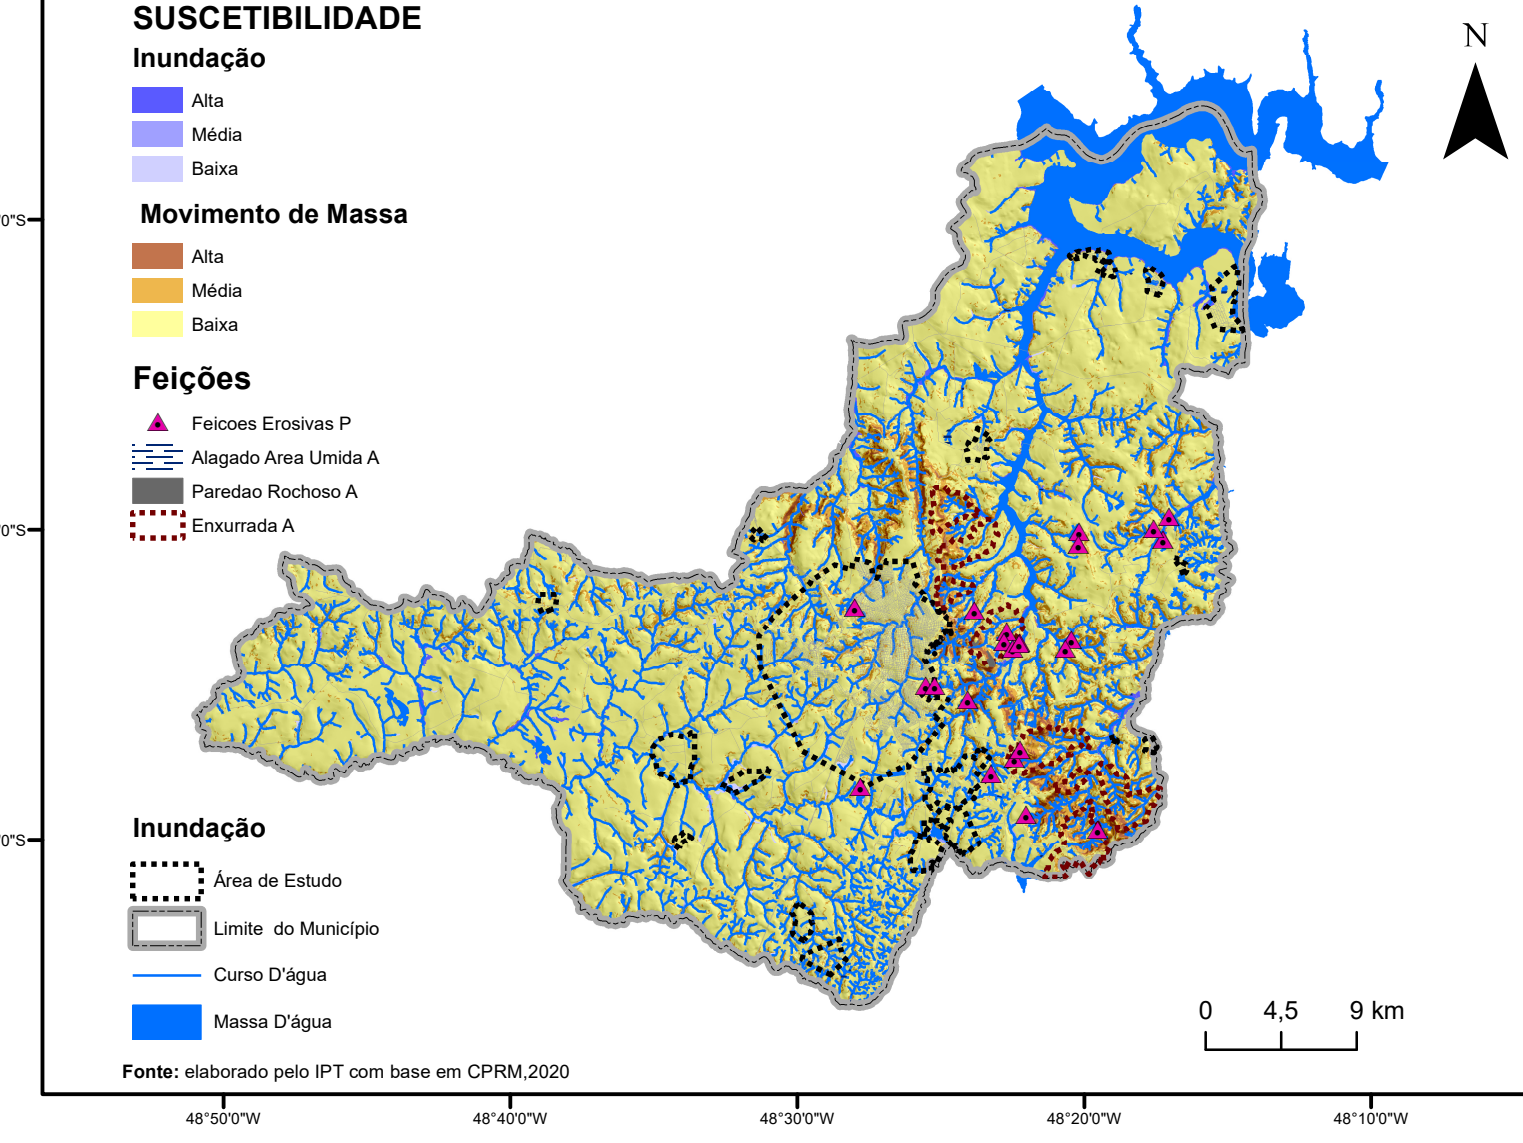 SUSCETIBILIDADE
Inundação
Alta
Média
Baixa
Movimento de Massa
Alta
Média
Baixa
Feições
Feicoes Erosivas P
Alagado Area Umida A
Paredao Rochoso A
Enxurrada A
Inundação
Área de Estudo
Limite do Município
Curso D'água
Massa D'água
Fonte: elaborado pelo IPT com base em CPRM,2020
N
0 4,5 9 km
0"S
0"S
0"S
48°50'0"W 48°40'0"W 48°30'0"W 48°20'0"W 48°10'0"W